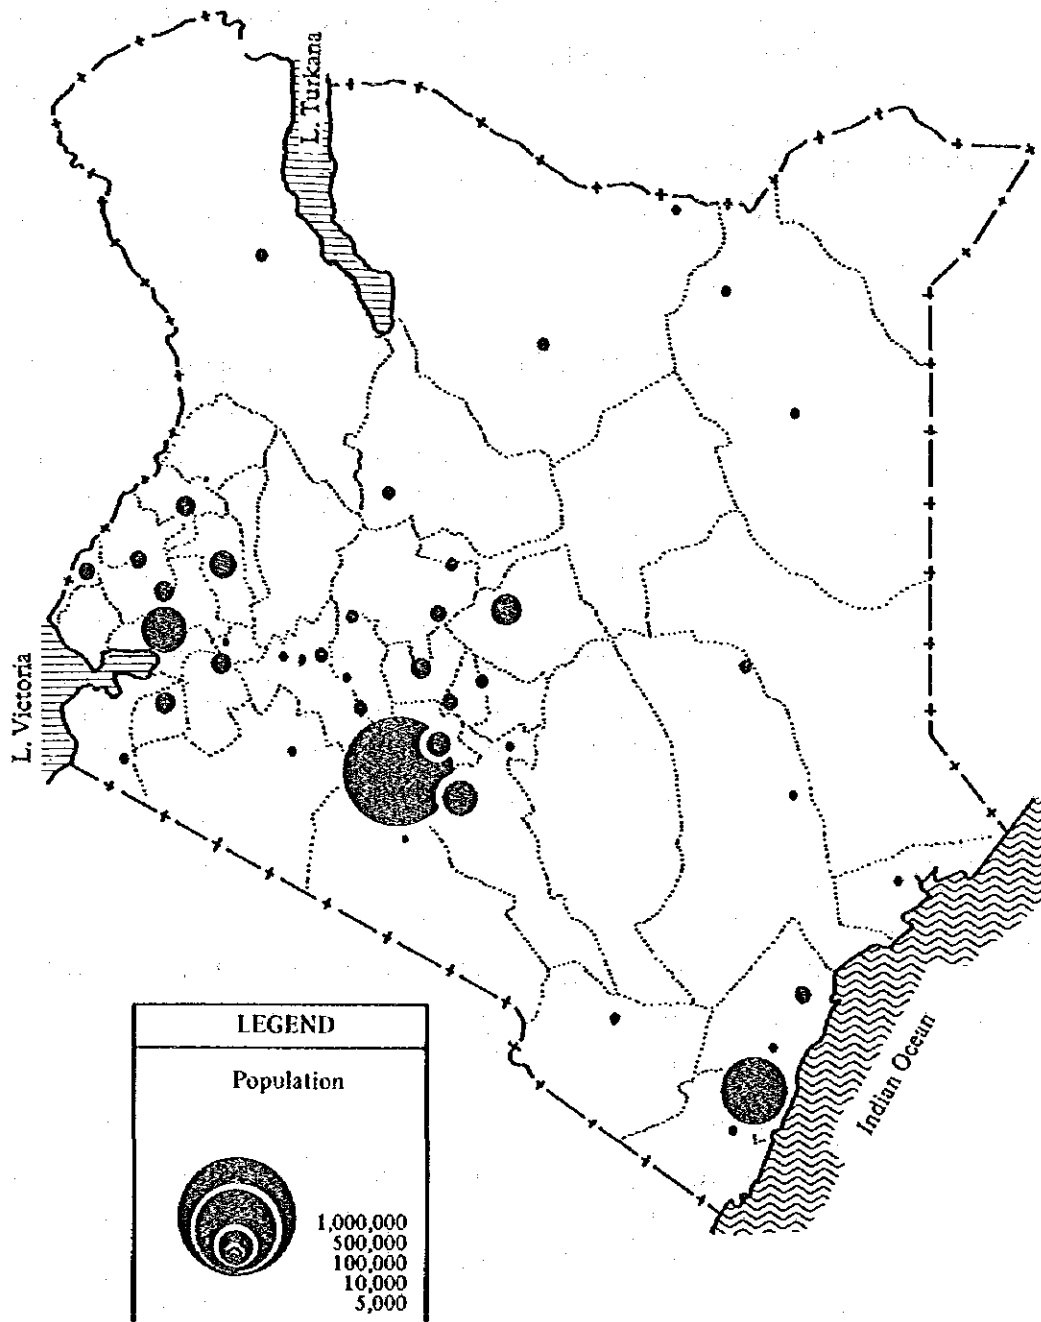 L. Turkana
L. Victoria
Indian Ocean
LEGEND
Population
1,000,000
500,000
100,000
10,000
5,000